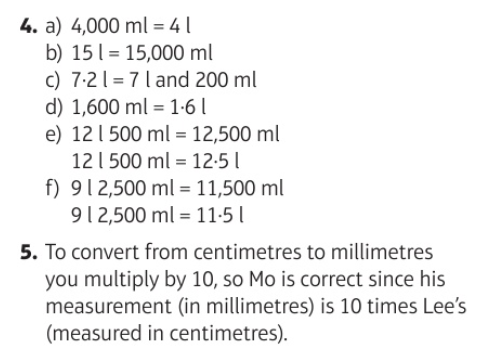 4. a) 4,000 ml = 4 l
b) 15 l = 15,000 ml
c) 7·2 l = 7 l and 200 ml
d) 1,600 ml = 1·6 l
e) 12 l 500 ml = 12,500 ml
12 l 500 ml = 12·5 l
f) 9 l 2,500 ml = 11,500 ml
9 l 2,500 ml = 11·5 l
5. To convert from centimetres to millimetres
you multiply by 10, so Mo is correct since his
measurement (in millimetres) is 10 times Lee’s
(measured in centimetres).